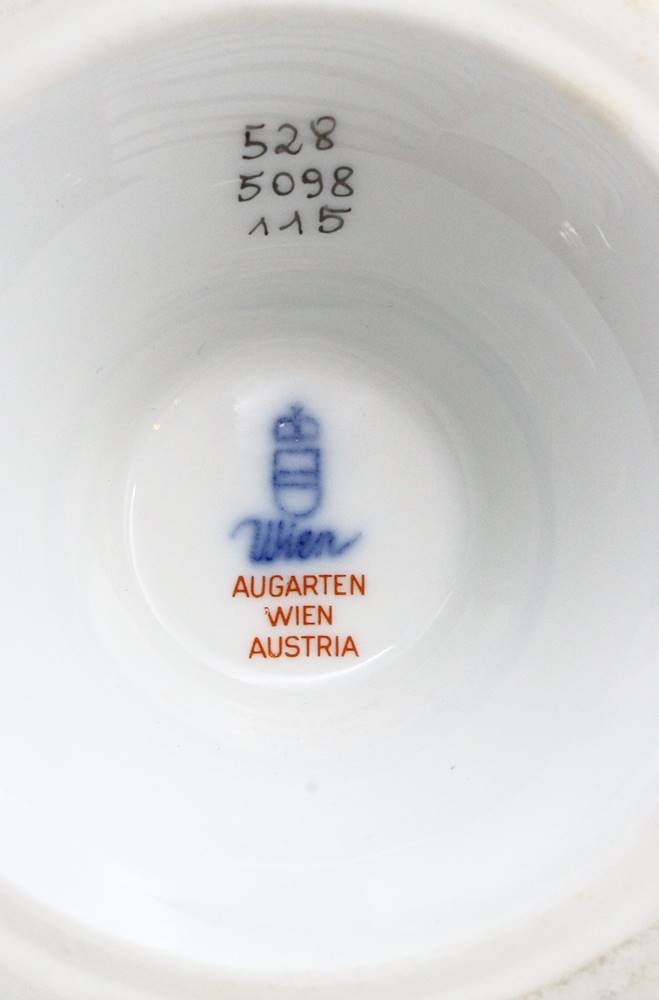 528
5098
115
Wien
AUGARTEN
WIEN
AUSTRIA